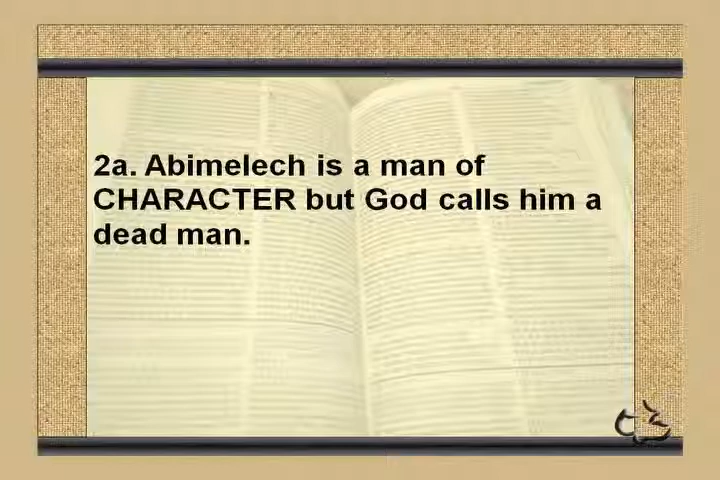 2a. Abimelech is a man of
CHARACTER but God calls him a
dead man.